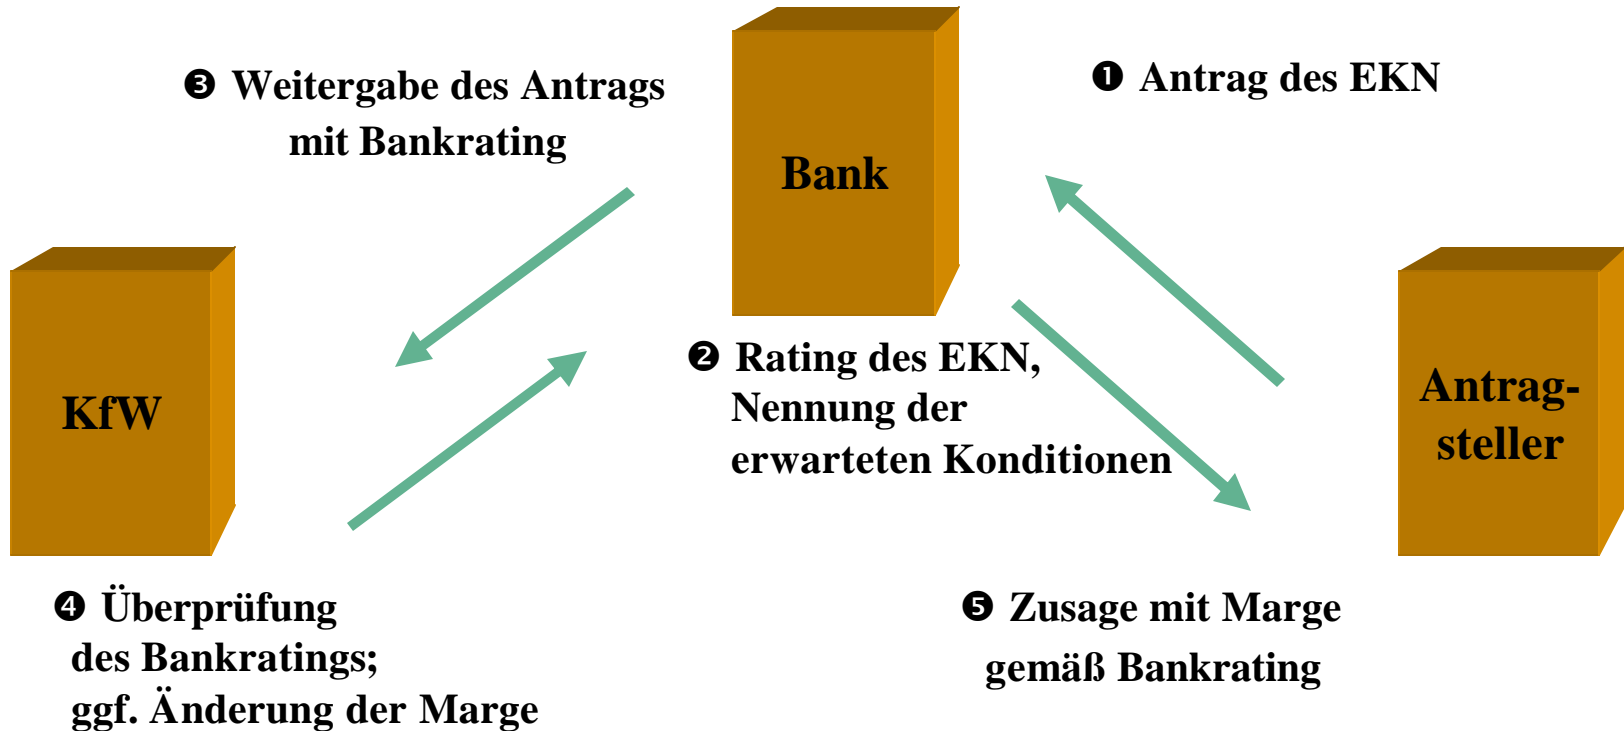 ❸ Weitergabe des Antrags
mit Bankrating
Bank
❶ Antrag des EKN
KfW
❷ Rating des EKN,
Nennung der
erwarteten Konditionen
Antrag-
steller
❹ Überprüfung
des Bankratings;
ggf. Änderung der Marge
❺ Zusage mit Marge
gemäß Bankrating